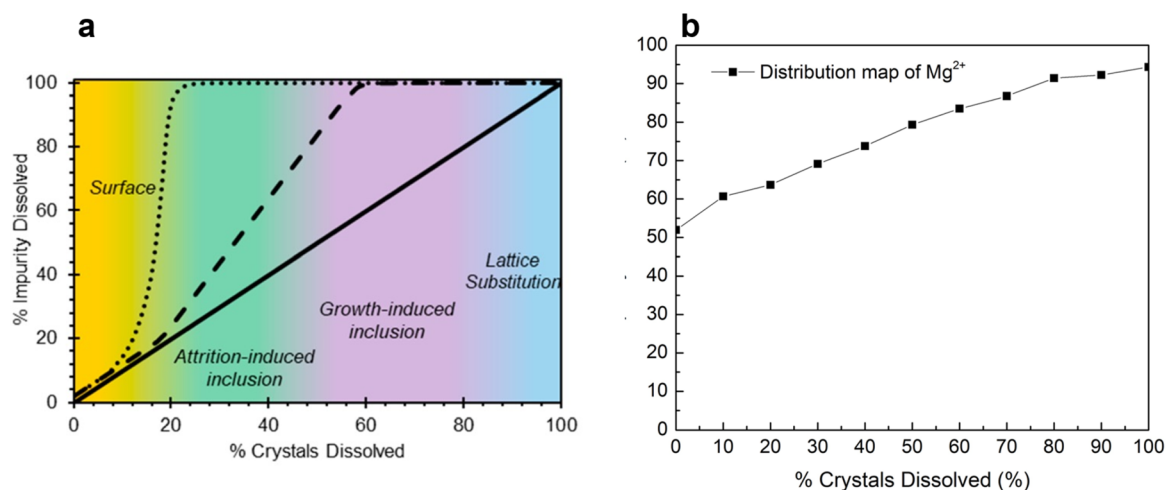 a
100
80
60
40
20
0
% Impurity Dissolved
Surface
Attrition-induced
inclusion
Growth-induced
inclusion
Lattice
Substitution
0 20 40 60 80 100
% Crystals Dissolved
b
100
90
80
70
60
50
40
30
20
10
0
Distribution map of Mg²⁺
0 10 20 30 40 50 60 70 80 90 100
% Crystals Dissolved (%)